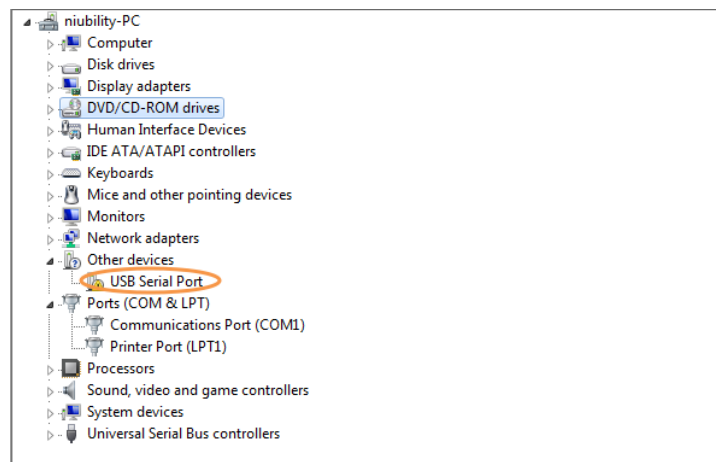 niubility-PC
Computer
Disk drives
Display adapters
DVD/CD-ROM drives
Human Interface Devices
IDE ATA/ATAPI controllers
Keyboards
Mice and other pointing devices
Monitors
Network adapters
Other devices
USB Serial Port
Ports (COM & LPT)
Communications Port (COM1)
Printer Port (LPT1)
Processors
Sound, video and game controllers
System devices
Universal Serial Bus controllers